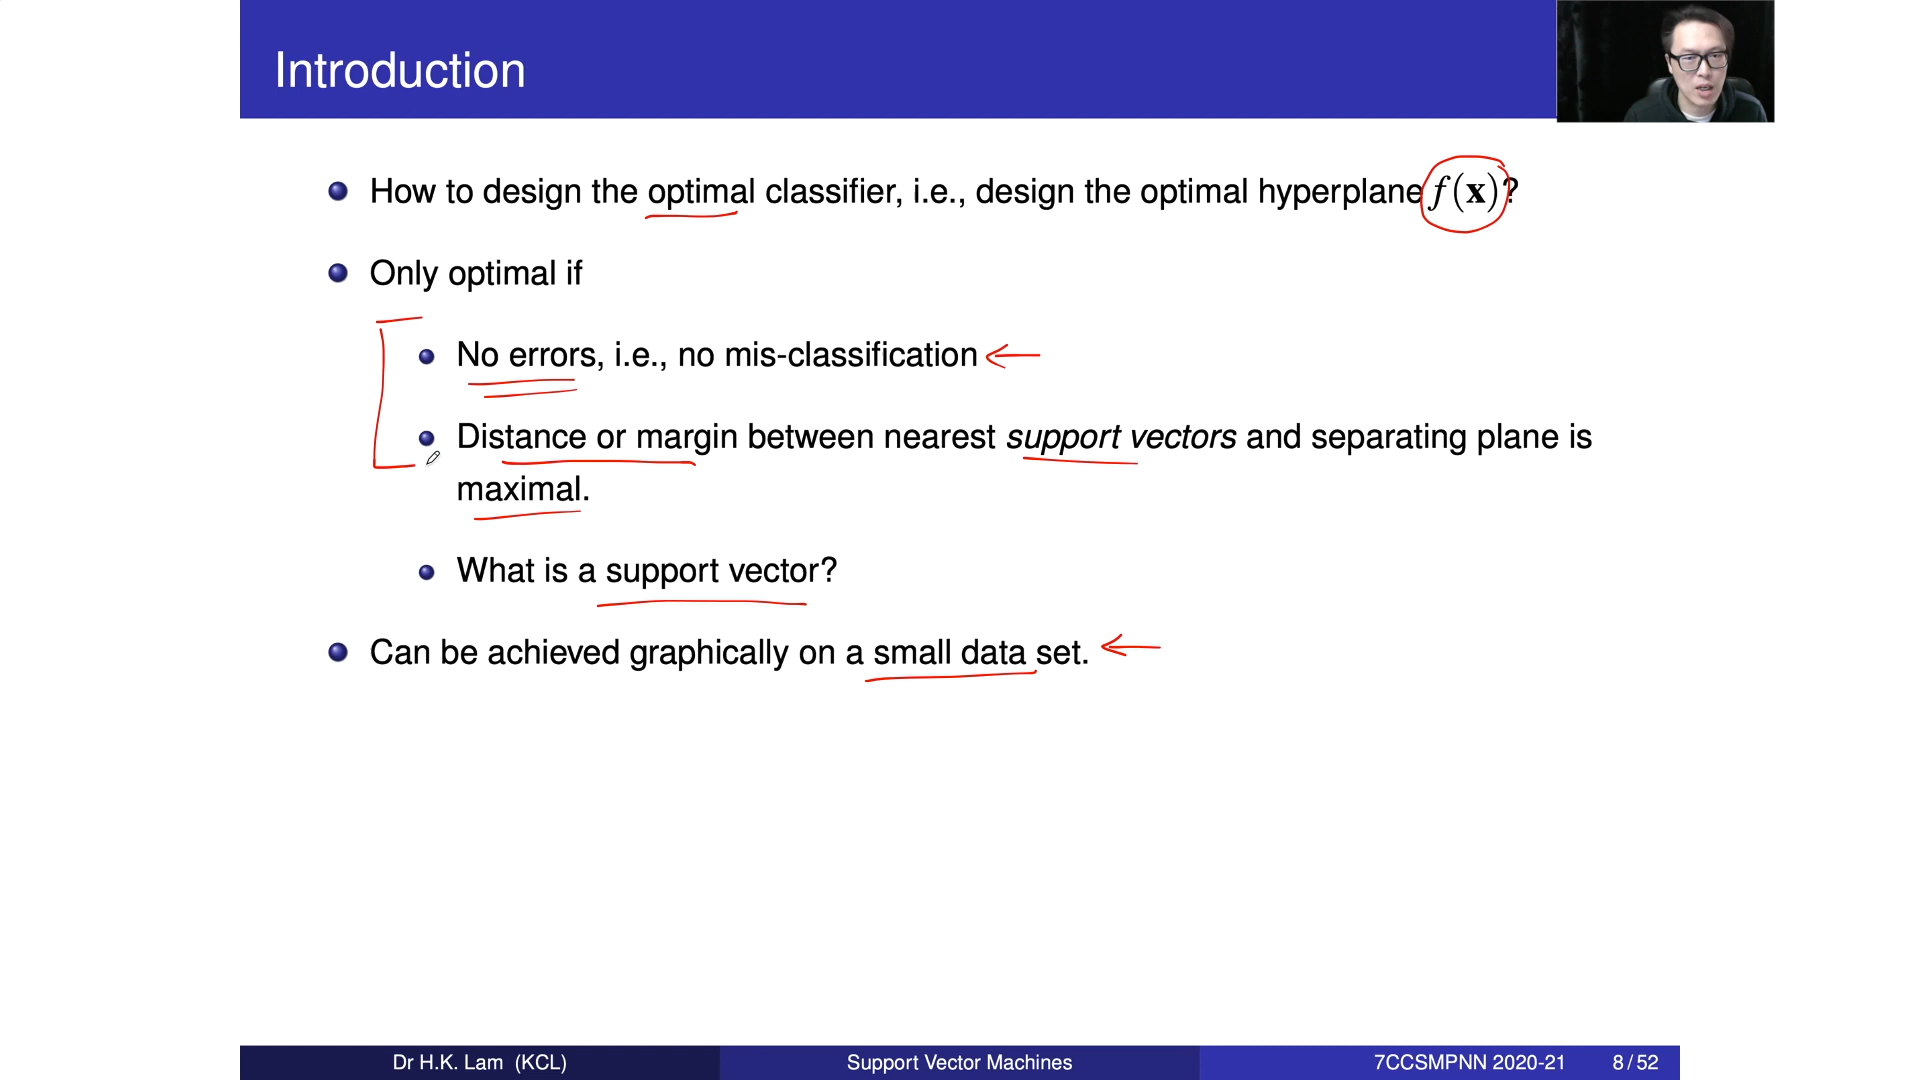 Introduction
How to design the optimal classifier, i.e., design the optimal hyperplane f(x)?
Only optimal if
No errors, i.e., no mis-classification
Distance or margin between nearest support vectors and separating plane is
maximal.
What is a support vector?
Can be achieved graphically on a small data set.
Dr H.K. Lam (KCL) Support Vector Machines 7CCSMPNN 2020-21 8/52